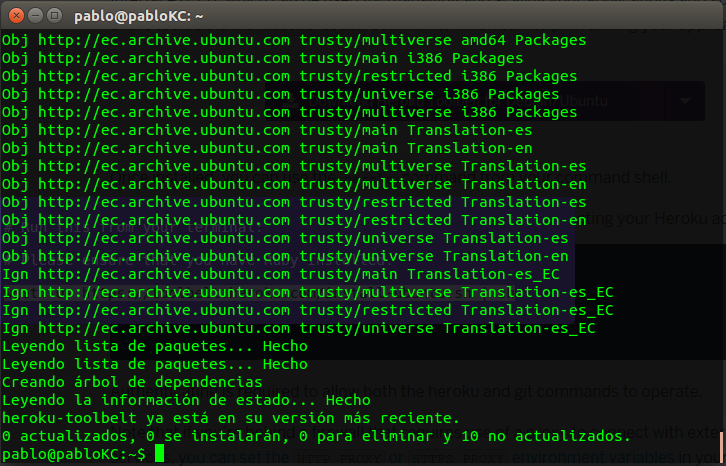 pablo@pabloKC: ~
Obj http://ec.archive.ubuntu.com trusty/multiverse amd64 Packages
Obj http://ec.archive.ubuntu.com trusty/main i386 Packages
Obj http://ec.archive.ubuntu.com trusty/restricted i386 Packages
Obj http://ec.archive.ubuntu.com trusty/universe i386 Packages
Obj http://ec.archive.ubuntu.com trusty/multiverse i386 Packages
Obj http://ec.archive.ubuntu.com trusty/main Translation-es
Obj http://ec.archive.ubuntu.com trusty/main Translation-en
Obj http://ec.archive.ubuntu.com trusty/multiverse Translation-es
Obj http://ec.archive.ubuntu.com trusty/multiverse Translation-en
Obj http://ec.archive.ubuntu.com trusty/restricted Translation-es
Obj http://ec.archive.ubuntu.com trusty/restricted Translation-en
Obj http://ec.archive.ubuntu.com trusty/universe Translation-es
Obj http://ec.archive.ubuntu.com trusty/universe Translation-en
Ign http://ec.archive.ubuntu.com trusty/main Translation-es_EC
Ign http://ec.archive.ubuntu.com trusty/multiverse Translation-es_EC
Ign http://ec.archive.ubuntu.com trusty/restricted Translation-es_EC
Ign http://ec.archive.ubuntu.com trusty/universe Translation-es_EC
Leyendo lista de paquetes... Hecho
Leyendo lista de paquetes... Hecho
Creando árbol de dependencias
Leyendo la información de estado... Hecho
heroku-toolbelt ya está en su versión más reciente.
0 actualizados, 0 se instalarán, 0 para eliminar y 10 no actualizados.
pablo@pabloKC:~$